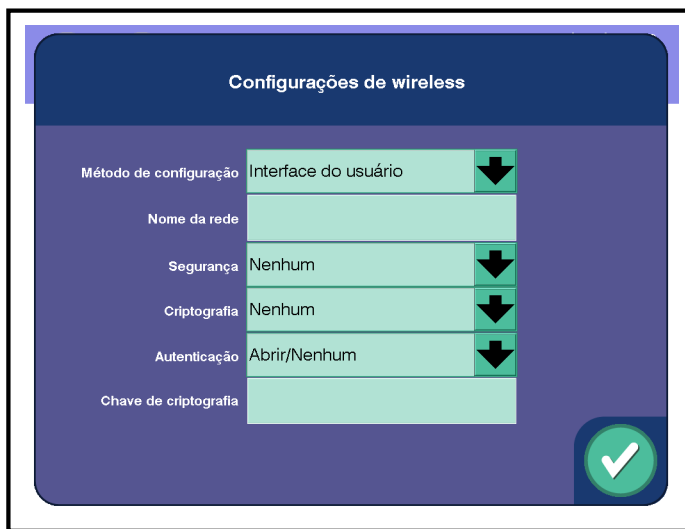 Configurações de wireless
Método de configuração Interface do usuário
Nome da rede
Segurança Nenhum
Criptografia Nenhum
Autenticação Abrir/Nenhum
Chave de criptografia